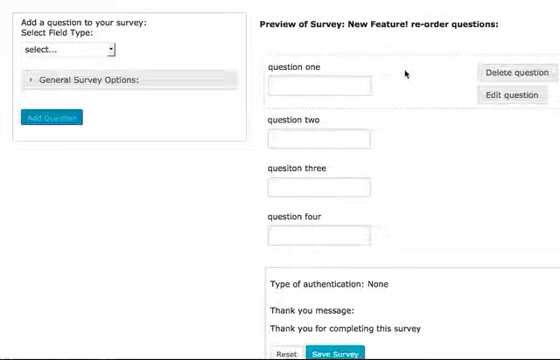 Add a question to your survey:
Select Field Type:
select...
General Survey Options:
Add Question
Preview of Survey: New Feature! re-order questions:
question one
Delete question
Edit question
question two
quesiton three
question four
Type of authentication: None
Thank you message:
Thank you for completing this survey
Reset
Save Survey